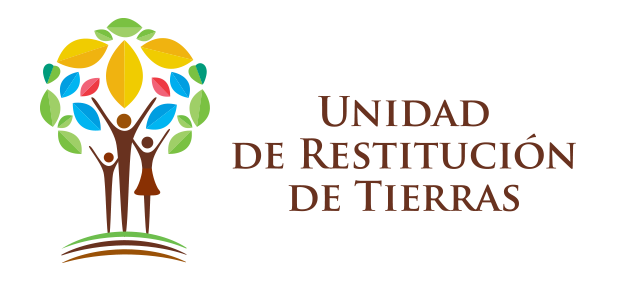 UNIDAD
DE RESTITUCIÓN
DE TIERRAS